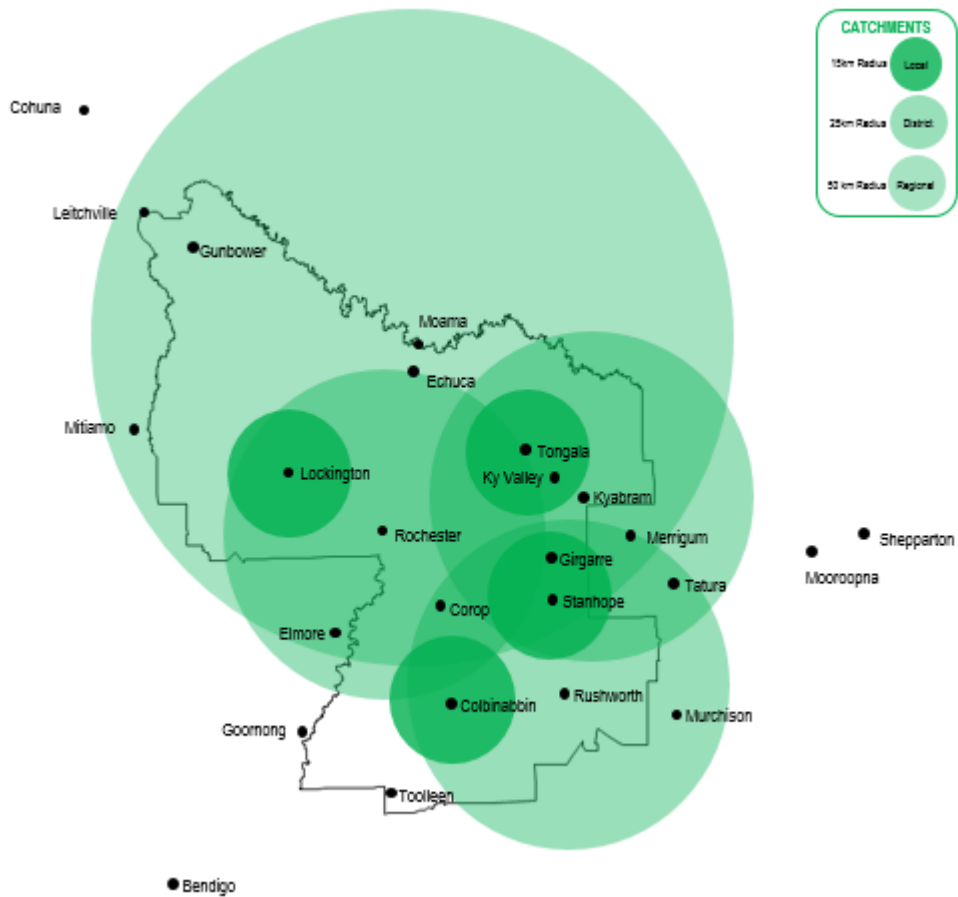 CATCHMENTS
15km Radius Local
25km Radius District
50 km Radius Regional
Cohuna
Leitchville
Gunbower
Moama
Echuca
Mitiamo
Lockington
Tongala
Ky Valley
Kyabram
Rochester
Merrigum
Shepparton
Mooroopna
Girgarre
Tatura
Stanhope
Corop
Elmore
Rushworth
Colbinabbin
Murchison
Goornong
Toolleen
Bendigo